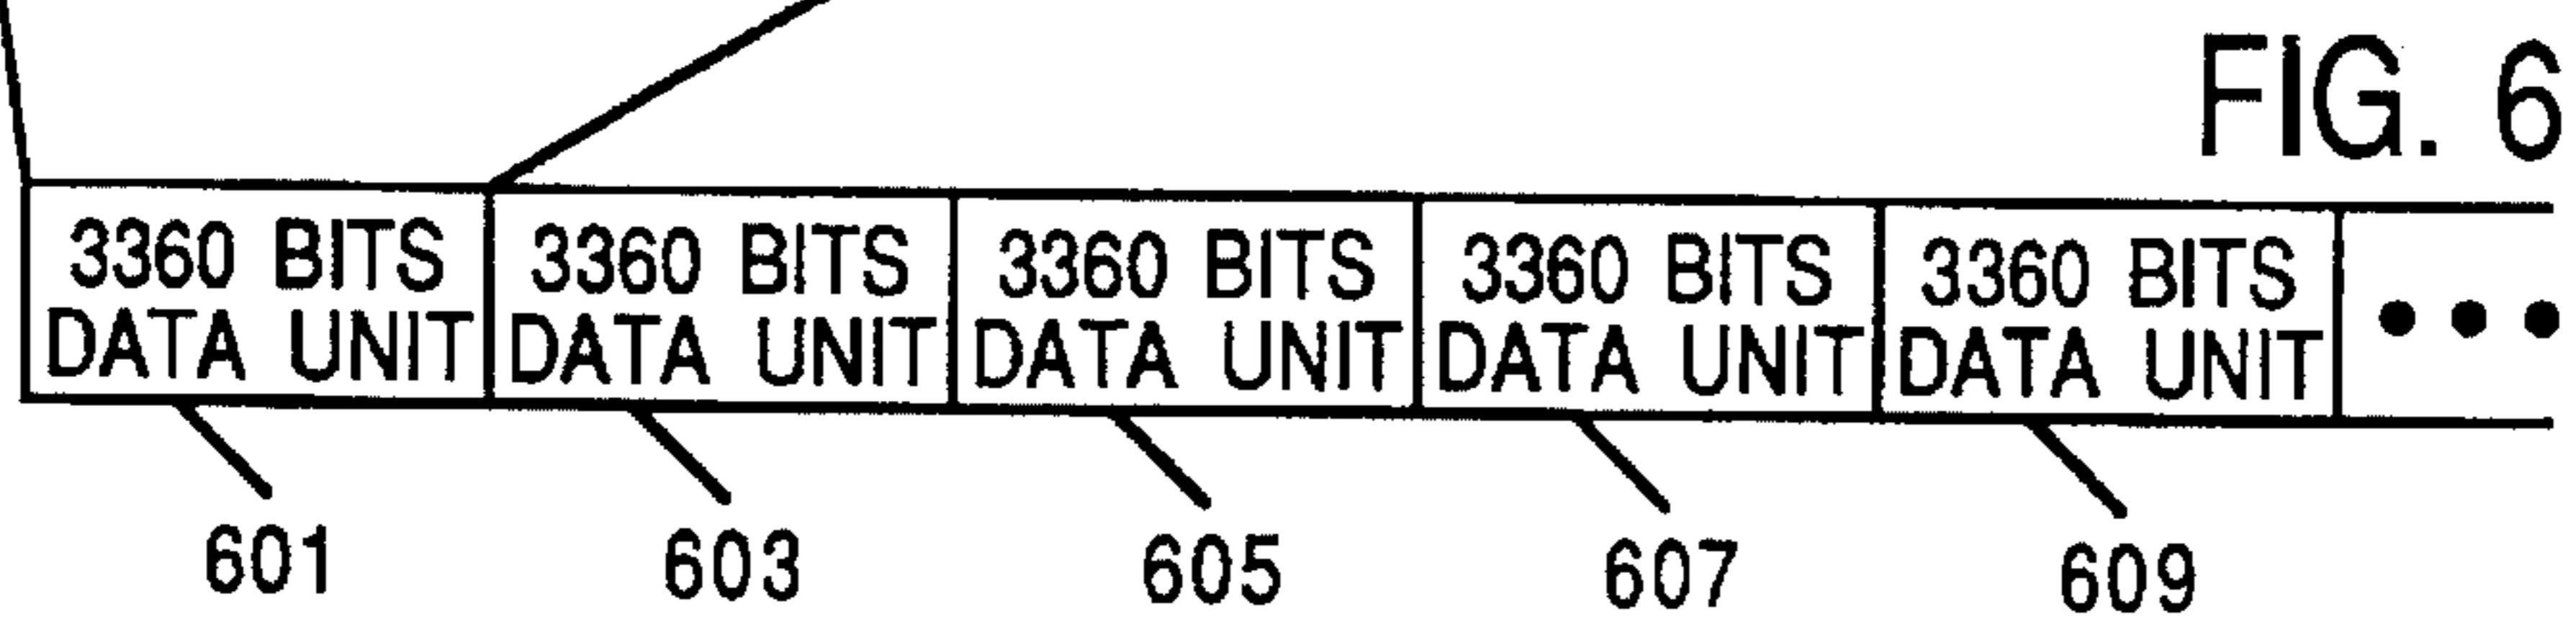 FIG. 6
3360 BITS
DATA UNIT
3360 BITS
DATA UNIT
3360 BITS
DATA UNIT
3360 BITS
DATA UNIT
3360 BITS
DATA UNIT
601
603
605
607
609